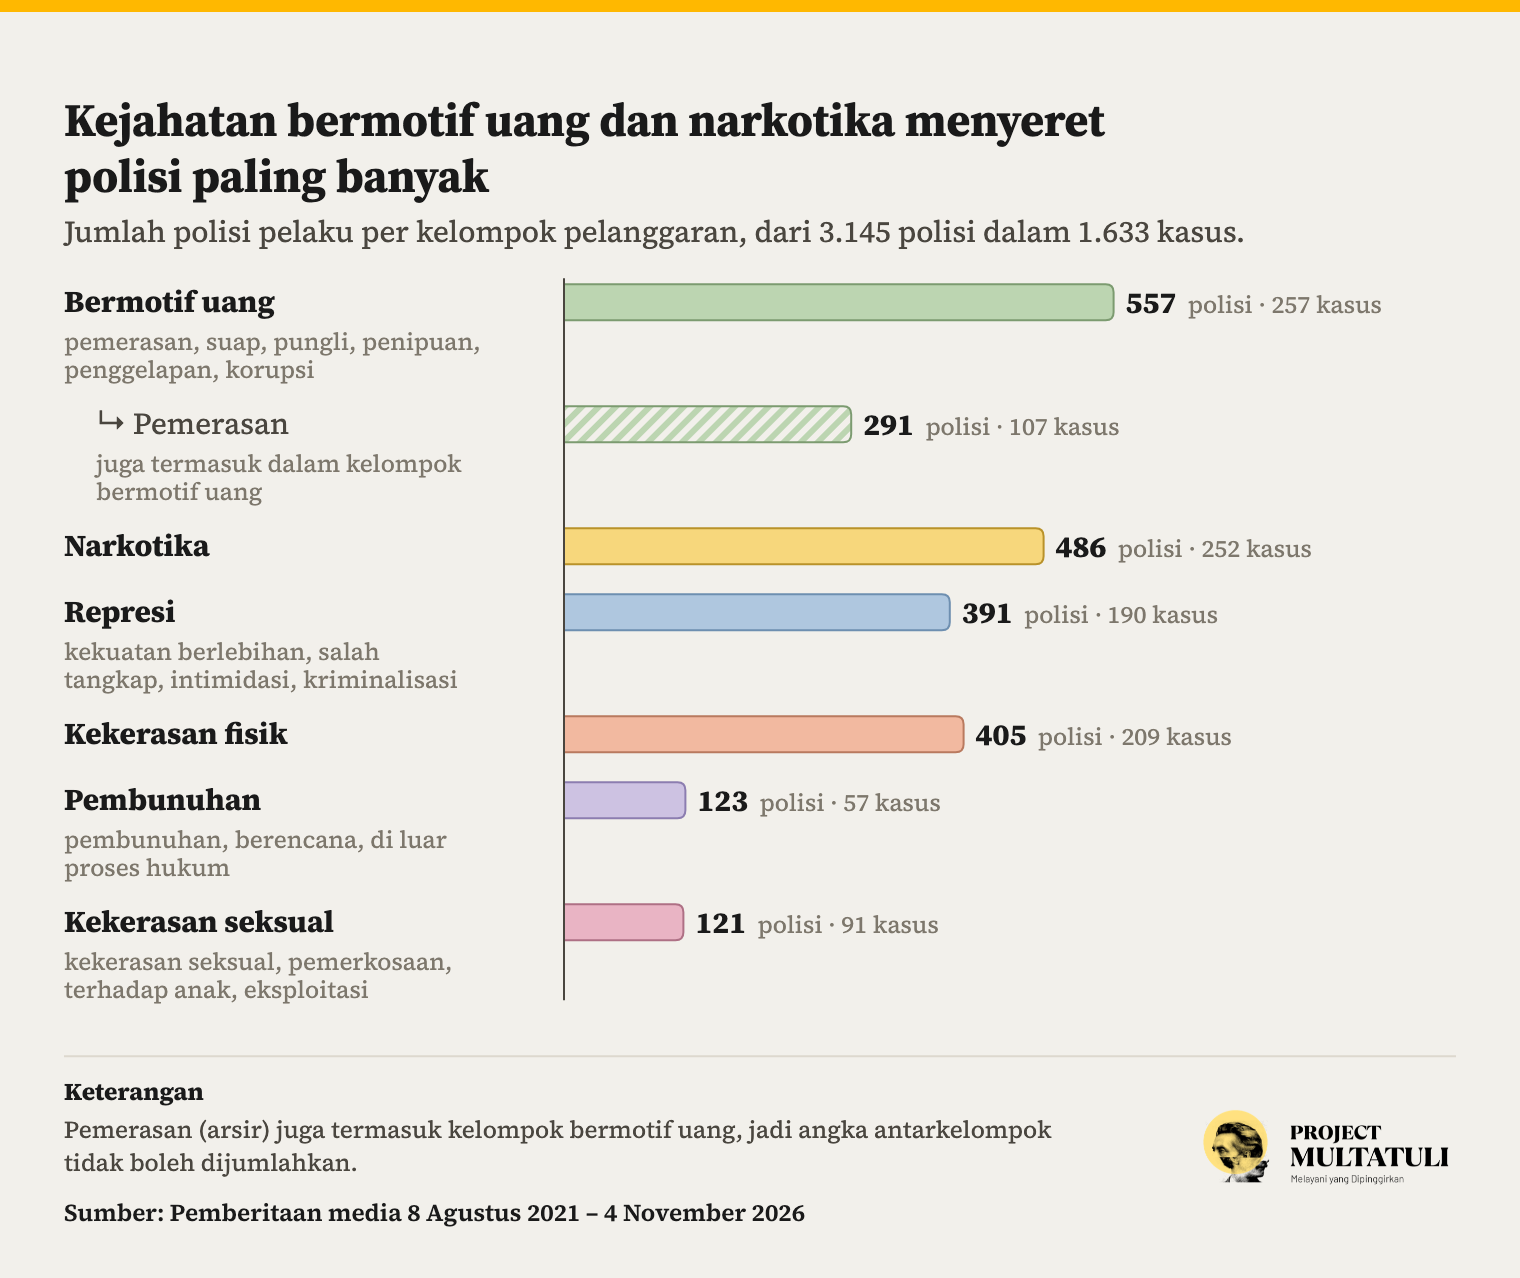 Kejahatan bermotif uang dan narkotika menyeret
polisi paling banyak
Jumlah polisi pelaku per kelompok pelanggaran, dari 3.145 polisi dalam 1.633 kasus.
Bermotif uang
557 polisi · 257 kasus
pemerasan, suap, pungli, penipuan,
penggelapan, korupsi
↳ Pemerasan
291 polisi · 107 kasus
juga termasuk dalam kelompok
bermotif uang
Narkotika
486 polisi · 252 kasus
Represi
391 polisi · 190 kasus
kekuatan berlebihan, salah
tangkap, intimidasi, kriminalisasi
Kekerasan fisik
405 polisi · 209 kasus
Pembunuhan
123 polisi · 57 kasus
pembunuhan, berencana, di luar
proses hukum
Kekerasan seksual
121 polisi · 91 kasus
kekerasan seksual, pemerkosaan,
terhadap anak, eksploitasi
Keterangan
Pemerasan (arsir) juga termasuk kelompok bermotif uang, jadi angka antarkelompok
tidak boleh dijumlahkan.
Sumber: Pemberitaan media 8 Agustus 2021 – 4 November 2026
PROJECT
MULTATULI
Melayani yang Dipinggirkan